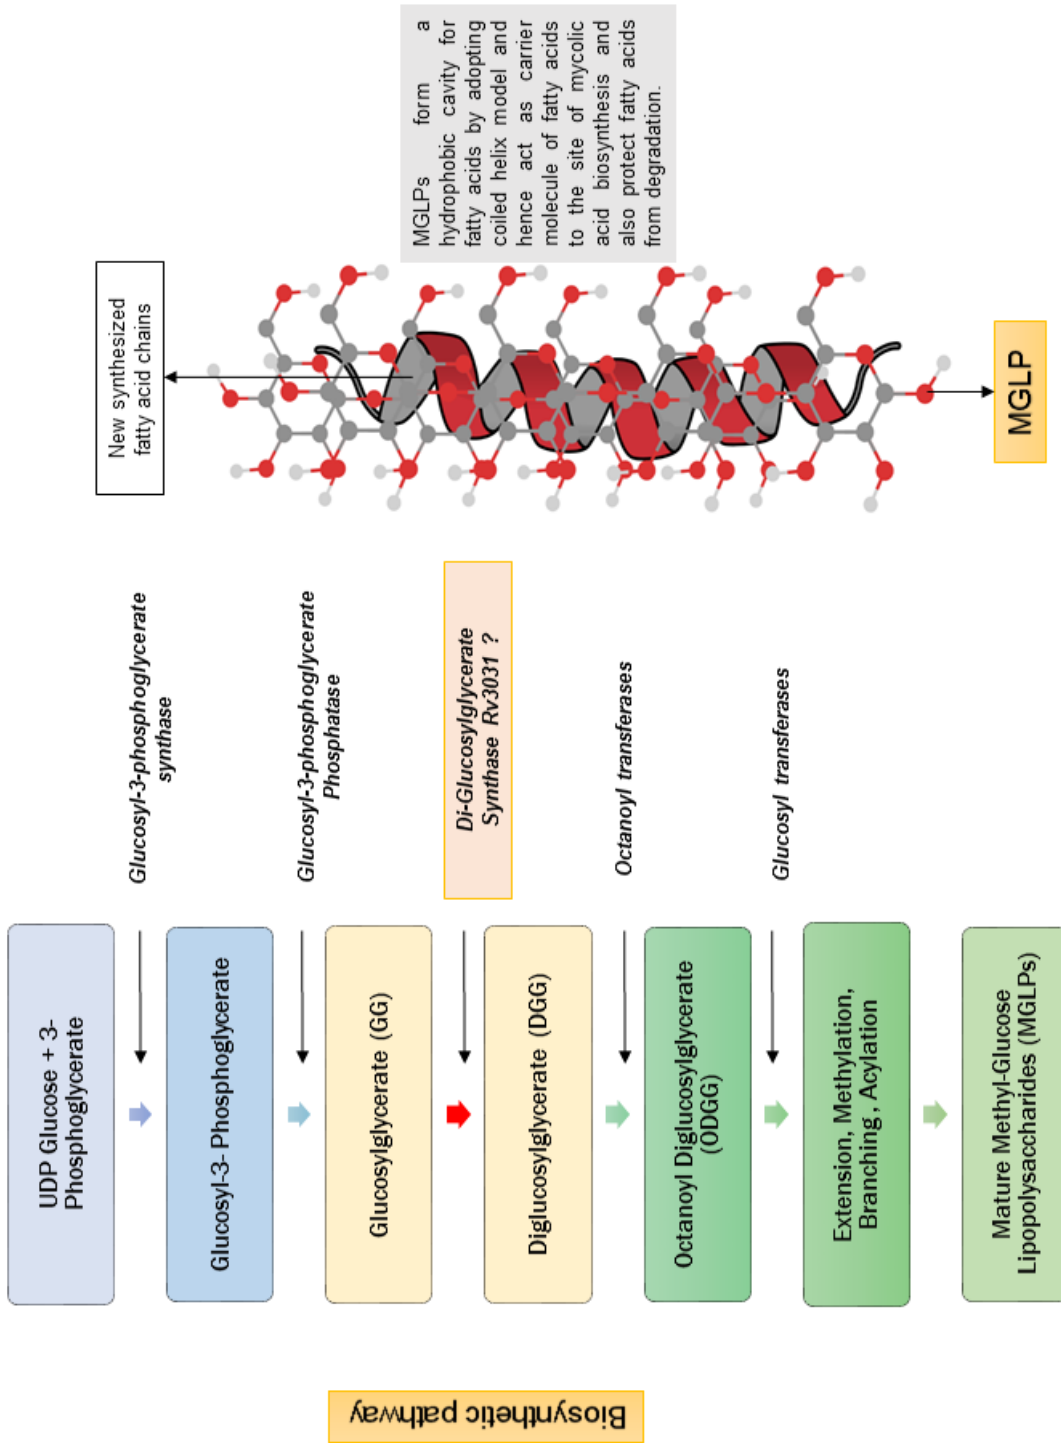 Biosynthetic pathway
UDP Glucose + 3-
Phosphoglycerate
Glucosyl-3-phosphoglycerate
synthase
Glucosyl-3- Phosphoglycerate
Glucosyl-3-phosphoglycerate
Phosphatase
Glucosylglycerate (GG)
Di-Glucosylglycerate
Synthase Rv3031 ?
Diglucosylglycerate (DGG)
Octanoyl transferases
Octanoyl Diglucosylglycerate
(ODGG)
Glucosyl transferases
Extension, Methylation,
Branching , Acylation
Mature Methyl-Glucose
Lipopolysaccharides (MGLPs)
New synthesized
fatty acid chains
MGLP
MGLPs form a
hydrophobic cavity for
fatty acids by adopting
coiled helix model and
hence act as carrier
molecule of fatty acids
to the site of mycolic
acid biosynthesis and
also protect fatty acids
from degradation.